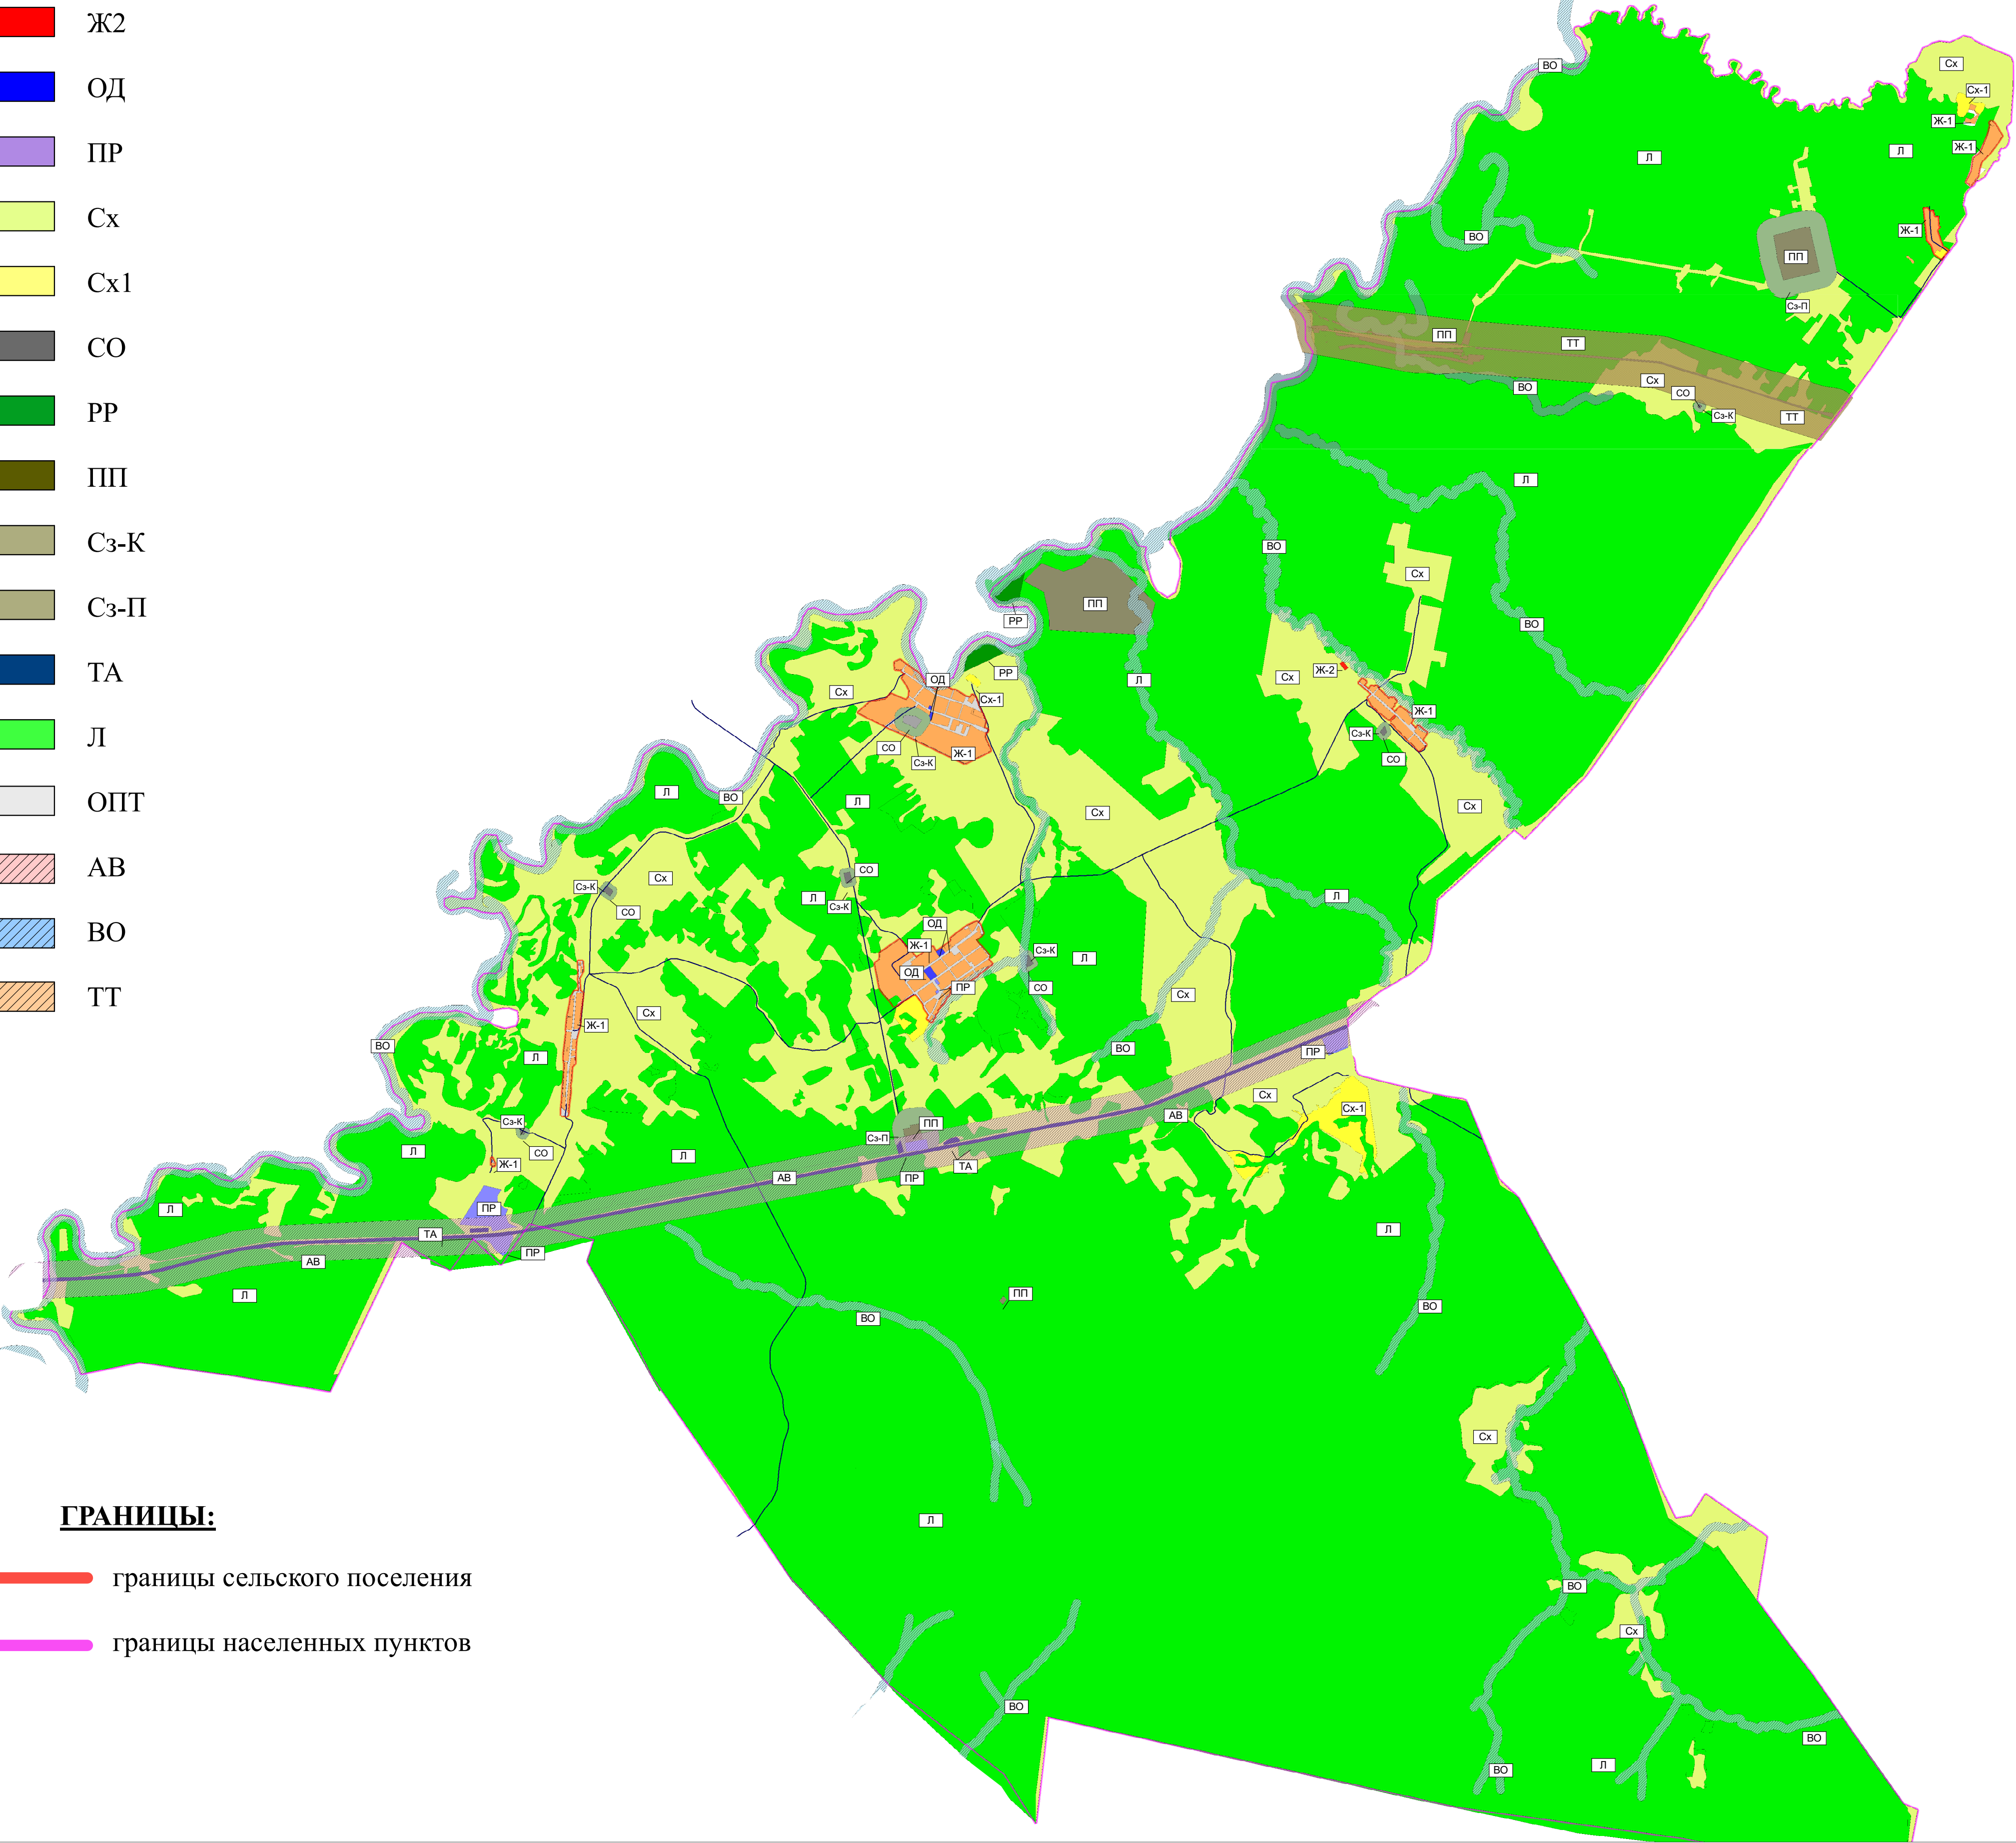 Ж2
ОД
ПР
Сх
Сх1
СО
РР
ПП
Сз-К
Сз-П
ТА
Л
ОПТ
АВ
ВО
ТТ
ГРАНИЦЫ:
границы сельского поселения
границы населенных пунктов
ВО
Сх
Сх-1
Ж-1
Ж-1
Л
Л
Ж-1
ВО
ПП
Сз-П
ПП
ТТ
Сх
ВО
СО
Сз-К
ТТ
Л
ВО
Сх
ПП
РР
ВО
Ж-2
РР
Сх
Л
ОД
Сх
Сх-1
Ж-1
Сз-К
СО
СО
Ж-1
Сз-К
Л
ВО
Л
Сх
Сх
СО
Сх
Сз-К
Л
Сз-К
Л
СО
ОД
Ж-1
Сз-К
Л
ОД
ПР
СО
Сх
Сх
Ж-1
ВО
Л
ВО
ПР
Сх
Сх-1
АВ
Сз-К
ПП
Сз-П
Л
СО
Л
Ж-1
ТА
АВ
ПР
Л
ПР
Л
ТА
ПР
АВ
Л
ПП
ВО
ВО
Сх
Л
ВО
Сх
ВО
ВО
Л
ВО